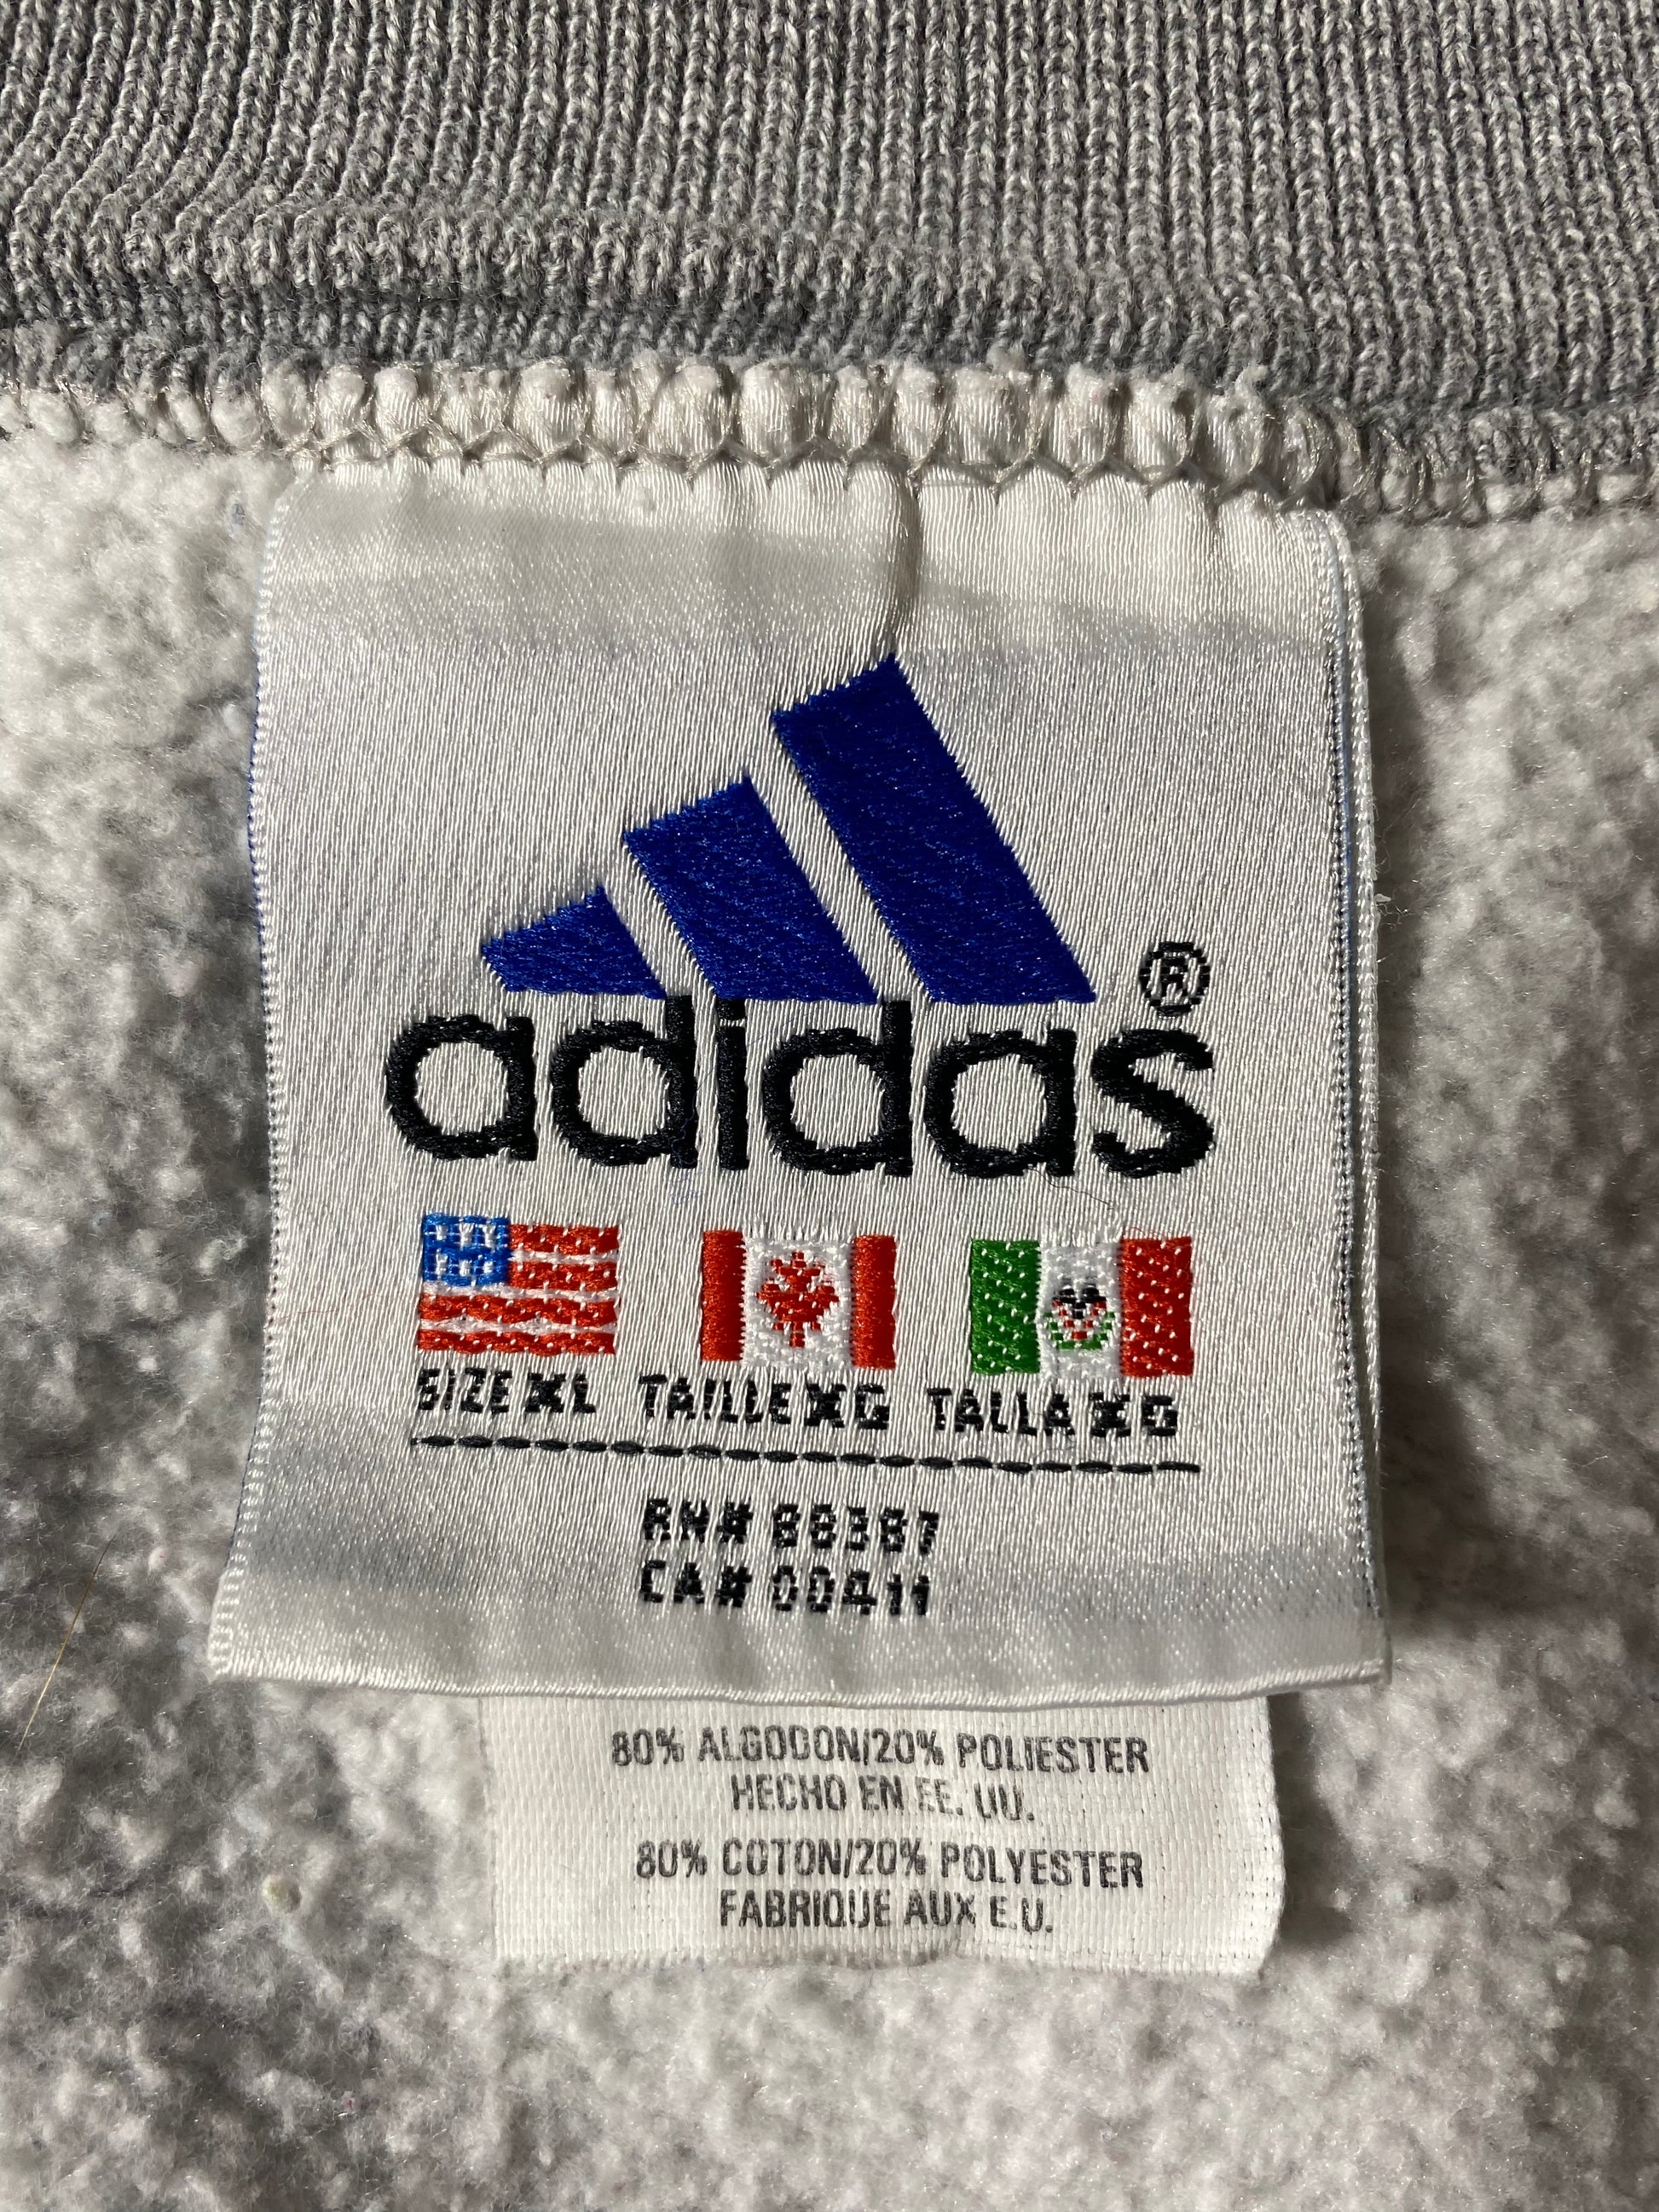 adidas®
SIZE XL TAILLE XG TALLA XG
RN# 88387
CA# 00411
80% ALGODON/20% POLIESTER
HECHO EN EE. UU.
80% COTON/20% POLYESTER
FABRIQUE AUX E.U.